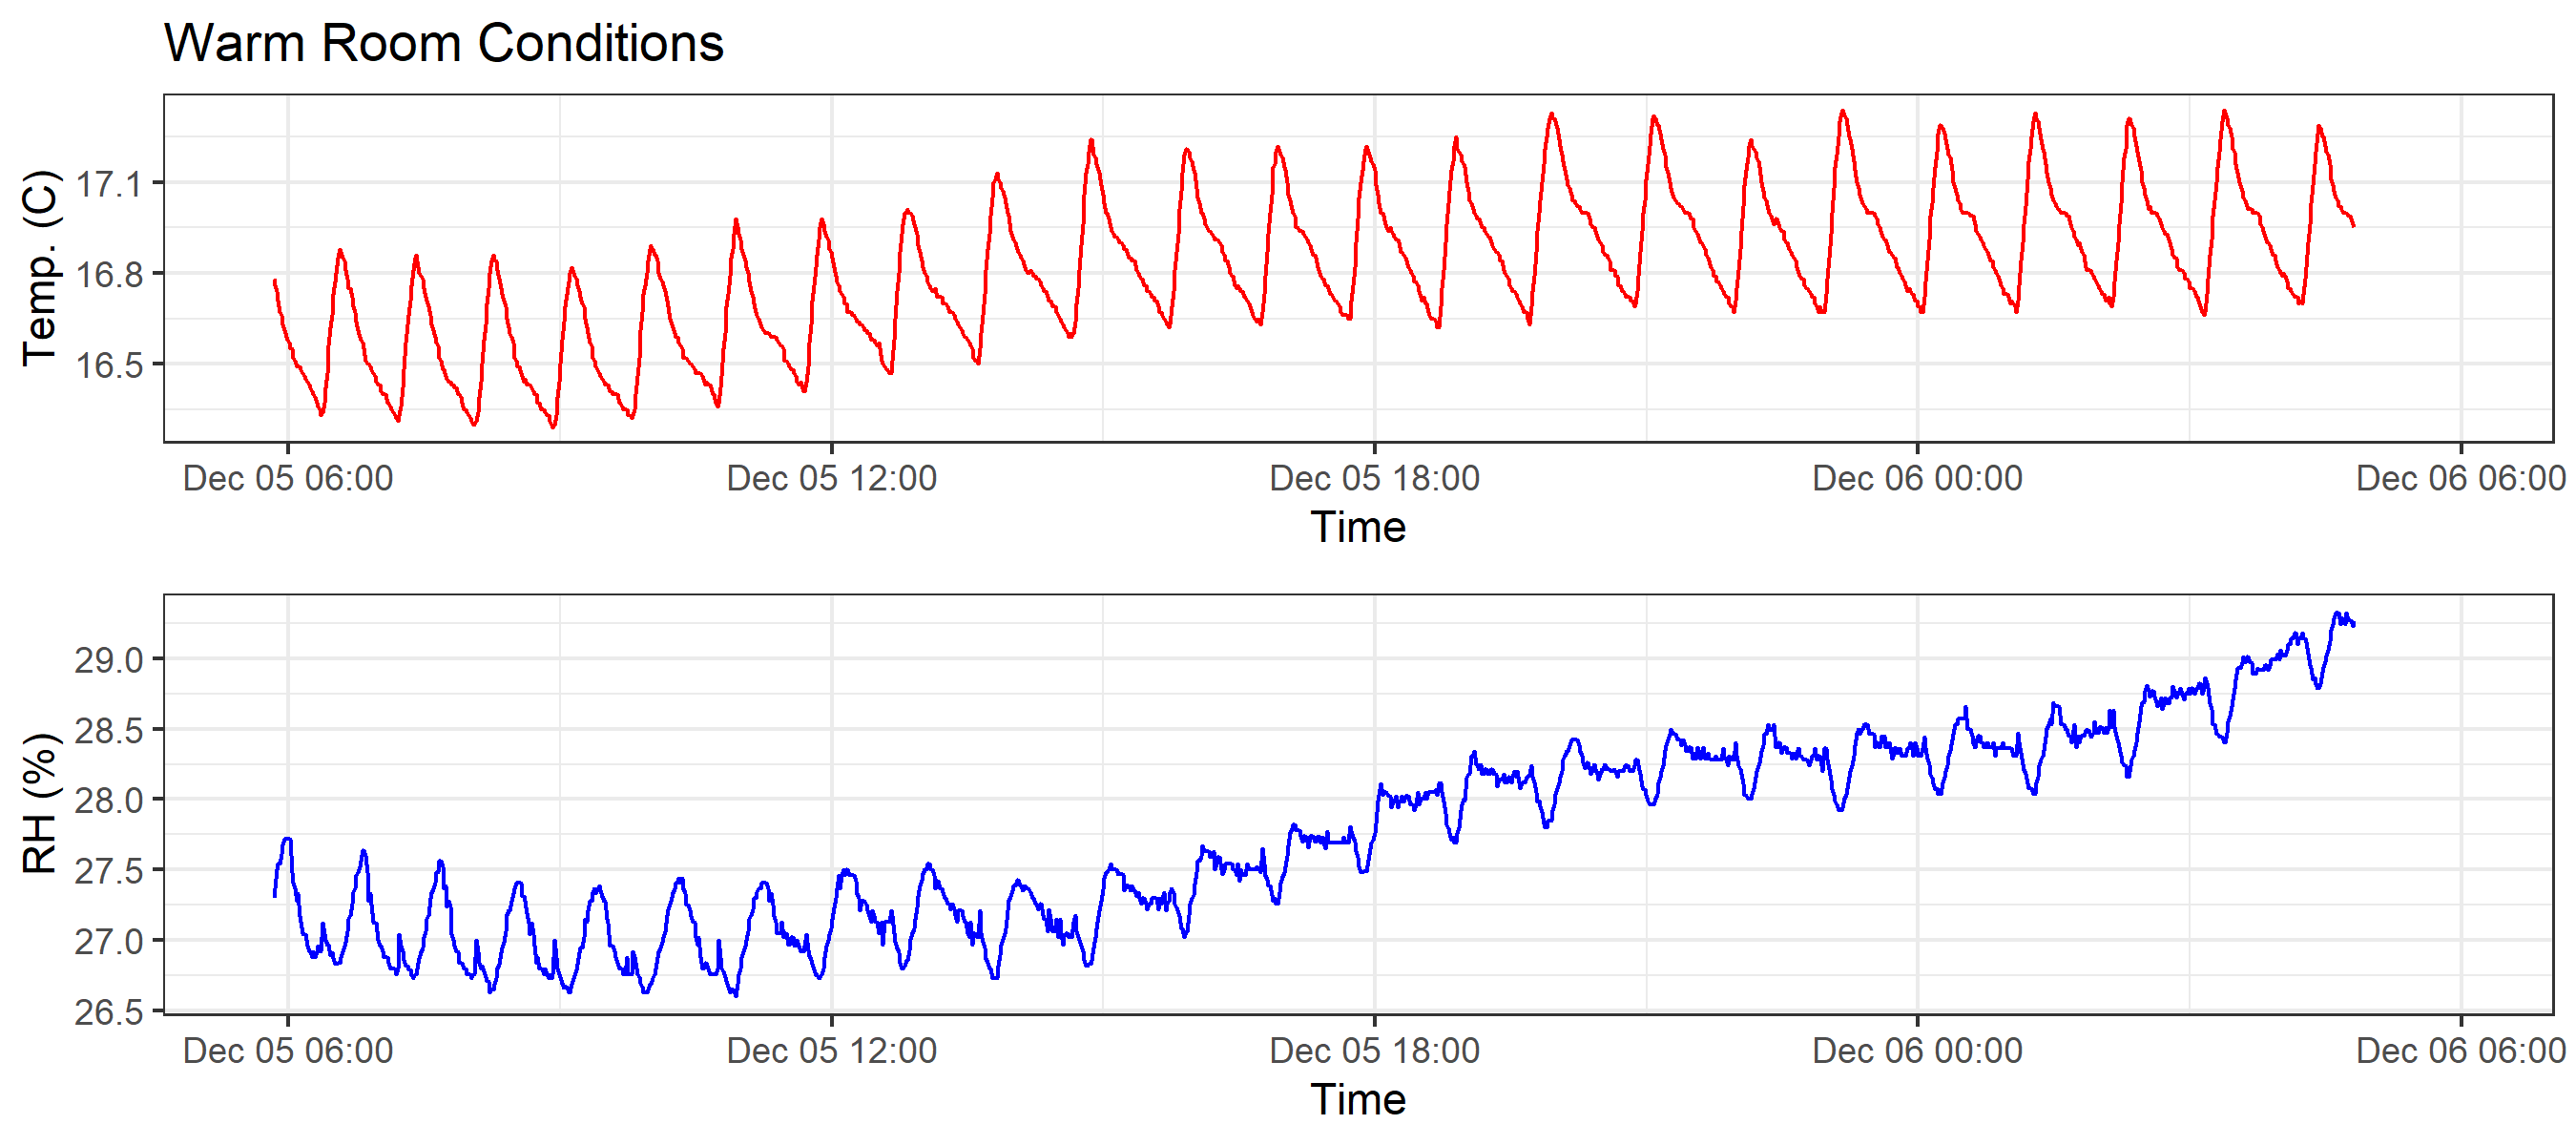 Warm Room Conditions
Temp. (C)
17.1
16.8
16.5
Dec 05 06:00 Dec 05 12:00 Dec 05 18:00 Dec 06 00:00 Dec 06 06:00
Time
RH (%)
29.0
28.5
28.0
27.5
27.0
26.5
Dec 05 06:00 Dec 05 12:00 Dec 05 18:00 Dec 06 00:00 Dec 06 06:00
Time